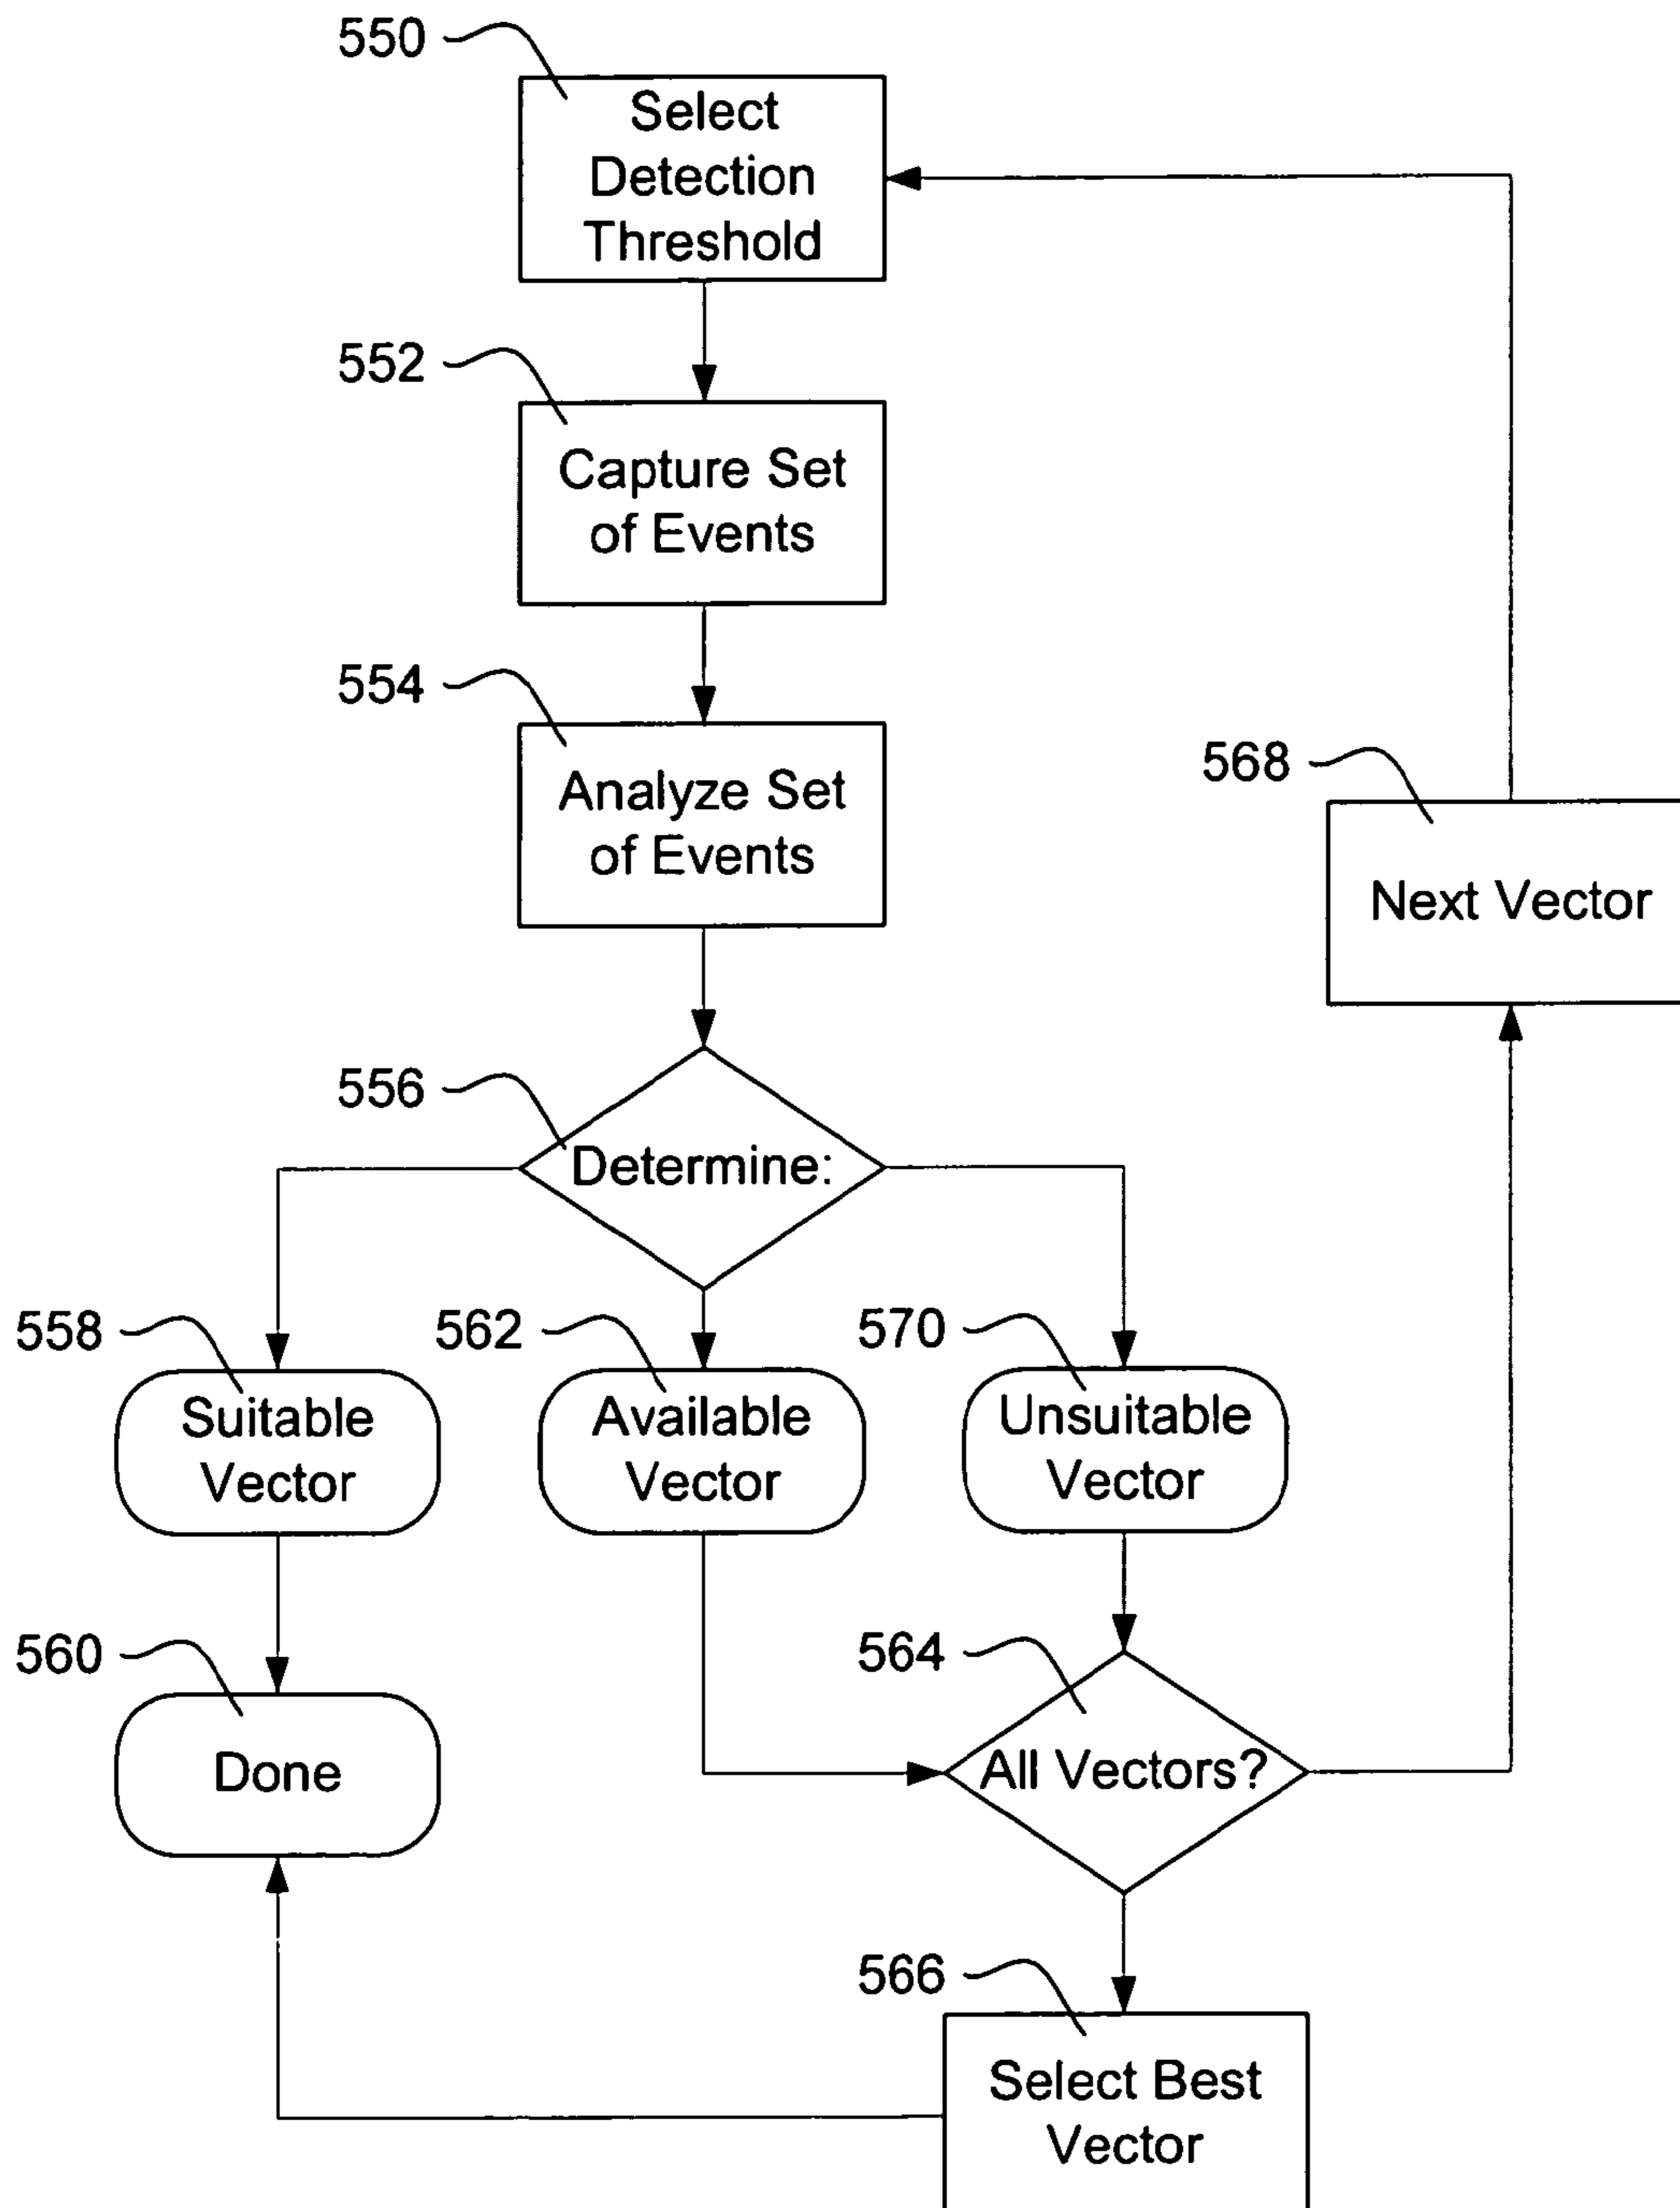 550
Select
Detection
Threshold
552
Capture Set
of Events
554
Analyze Set
of Events
568
Next Vector
556
Determine:
558
Suitable
Vector
562
Available
Vector
570
Unsuitable
Vector
560
Done
564
All Vectors?
566
Select Best
Vector